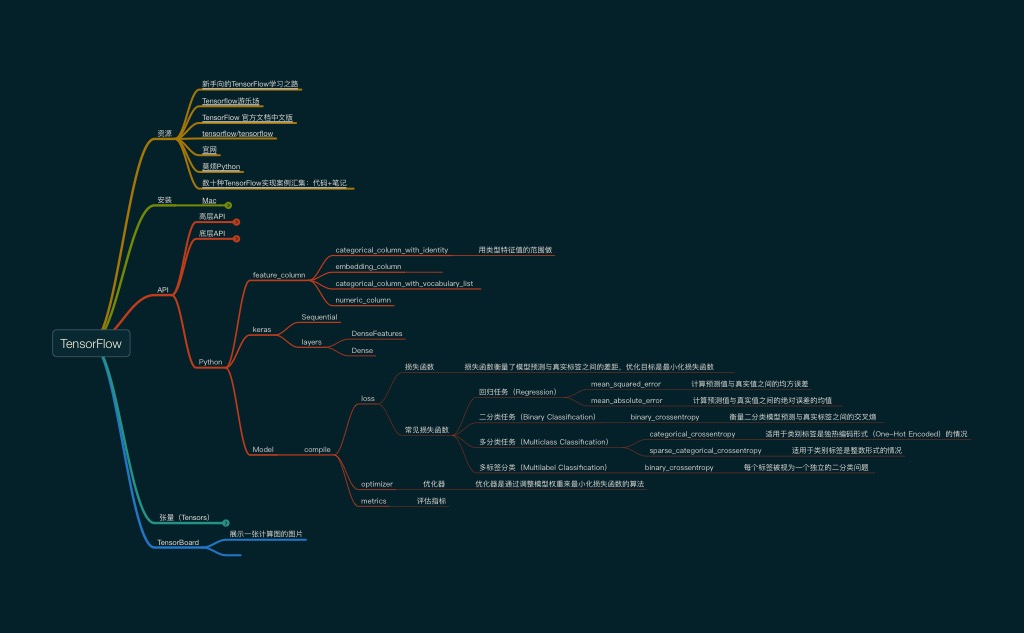 TensorFlow
资源
新手向的TensorFlow学习之路
Tensorflow游乐场
TensorFlow 官方文档中文版
tensorflow/tensorflow
官网
莫烦Python
数十种TensorFlow实现案例汇集：代码+笔记
安装
Mac
API
高层API
底层API
Python
feature_column
categorical_column_with_identity
用类型特征值的范围做
embedding_column
categorical_column_with_vocabulary_list
numeric_column
keras
Sequential
layers
DenseFeatures
Dense
Model
compile
loss
损失函数
损失函数衡量了模型预测与真实标签之间的差距，优化目标是最小化损失函数
常见损失函数
回归任务（Regression）
mean_squared_error
计算预测值与真实值之间的均方误差
mean_absolute_error
计算预测值与真实值之间的绝对误差的均值
二分类任务（Binary Classification）
binary_crossentropy
衡量二分类模型预测与真实标签之间的交叉熵
多分类任务（Multiclass Classification）
categorical_crossentropy
适用于类别标签是独热编码形式（One-Hot Encoded）的情况
sparse_categorical_crossentropy
适用于类别标签是整数形式的情况
多标签分类（Multilabel Classification）
binary_crossentropy
每个标签被视为一个独立的二分类问题
optimizer
优化器
优化器是通过调整模型权重来最小化损失函数的算法
metrics
评估指标
张量（Tensors）
TensorBoard
展示一张计算图的图片